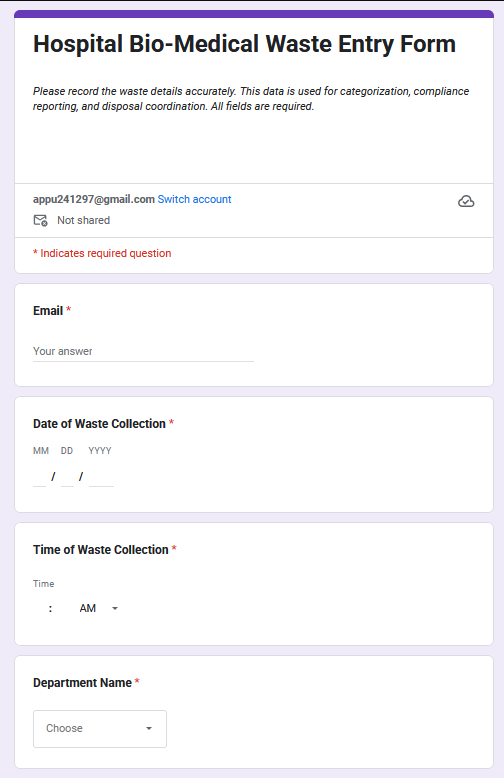 Hospital Bio-Medical Waste Entry Form
Please record the waste details accurately. This data is used for categorization, compliance
reporting, and disposal coordination. All fields are required.
appu241297@gmail.com Switch account
Not shared
* Indicates required question
Email *
Your answer
Date of Waste Collection *
MM DD YYYY
/ /
Time of Waste Collection *
Time
: AM
Department Name *
Choose